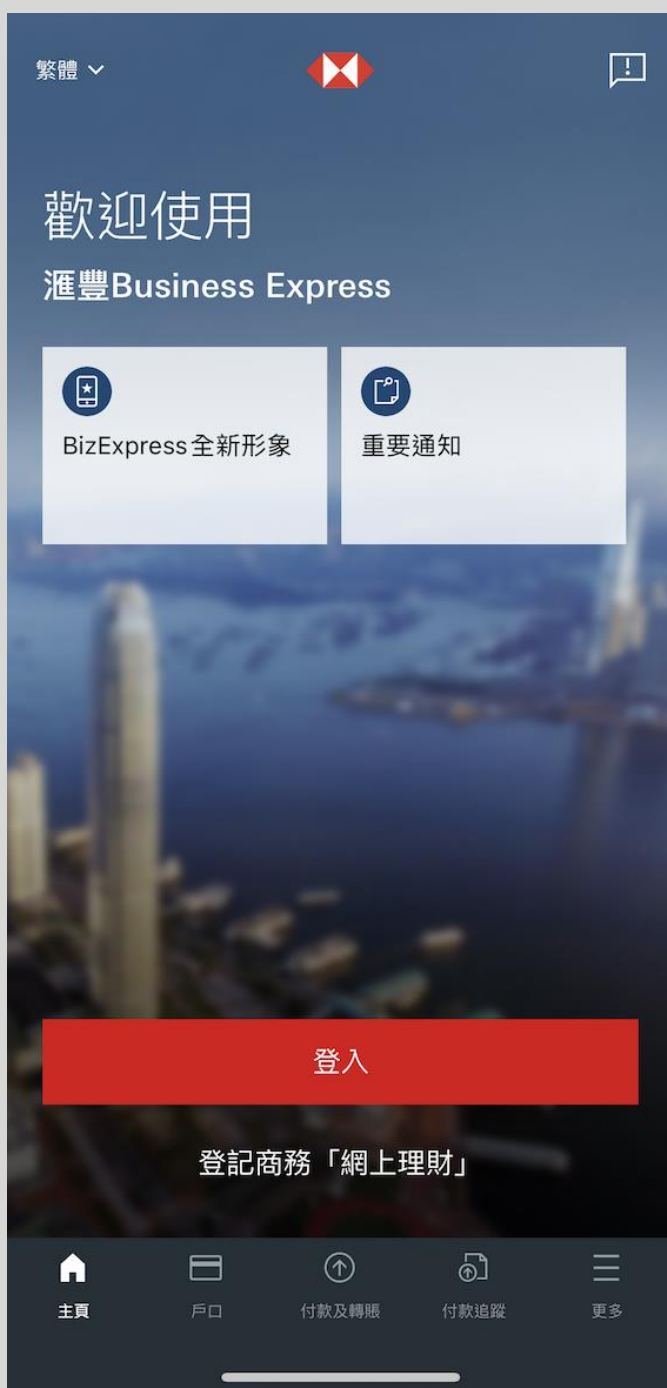 繁體
歡迎使用
滙豐Business Express
BizExpress全新形象
重要通知
登入
登記商務「網上理財」
主頁
戶口
付款及轉賬
付款追蹤
更多